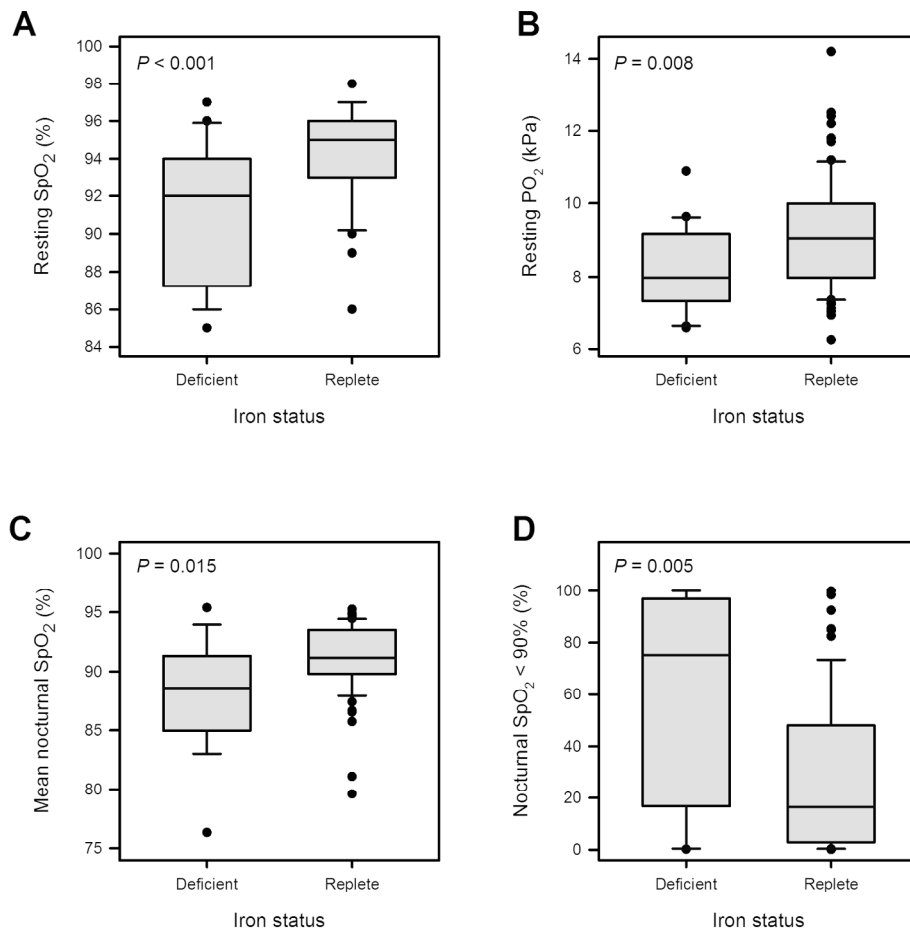 A
P < 0.001
Resting SpO2 (%)
100
98
96
94
92
90
88
86
84
Deficient
Replete
Iron status
B
P = 0.008
Resting PO2 (kPa)
14
12
10
8
6
Deficient
Replete
Iron status
C
P = 0.015
Mean nocturnal SpO2 (%)
100
95
90
85
80
75
Deficient
Replete
Iron status
D
P = 0.005
Nocturnal SpO2 < 90% (%)
100
80
60
40
20
0
Deficient
Replete
Iron status